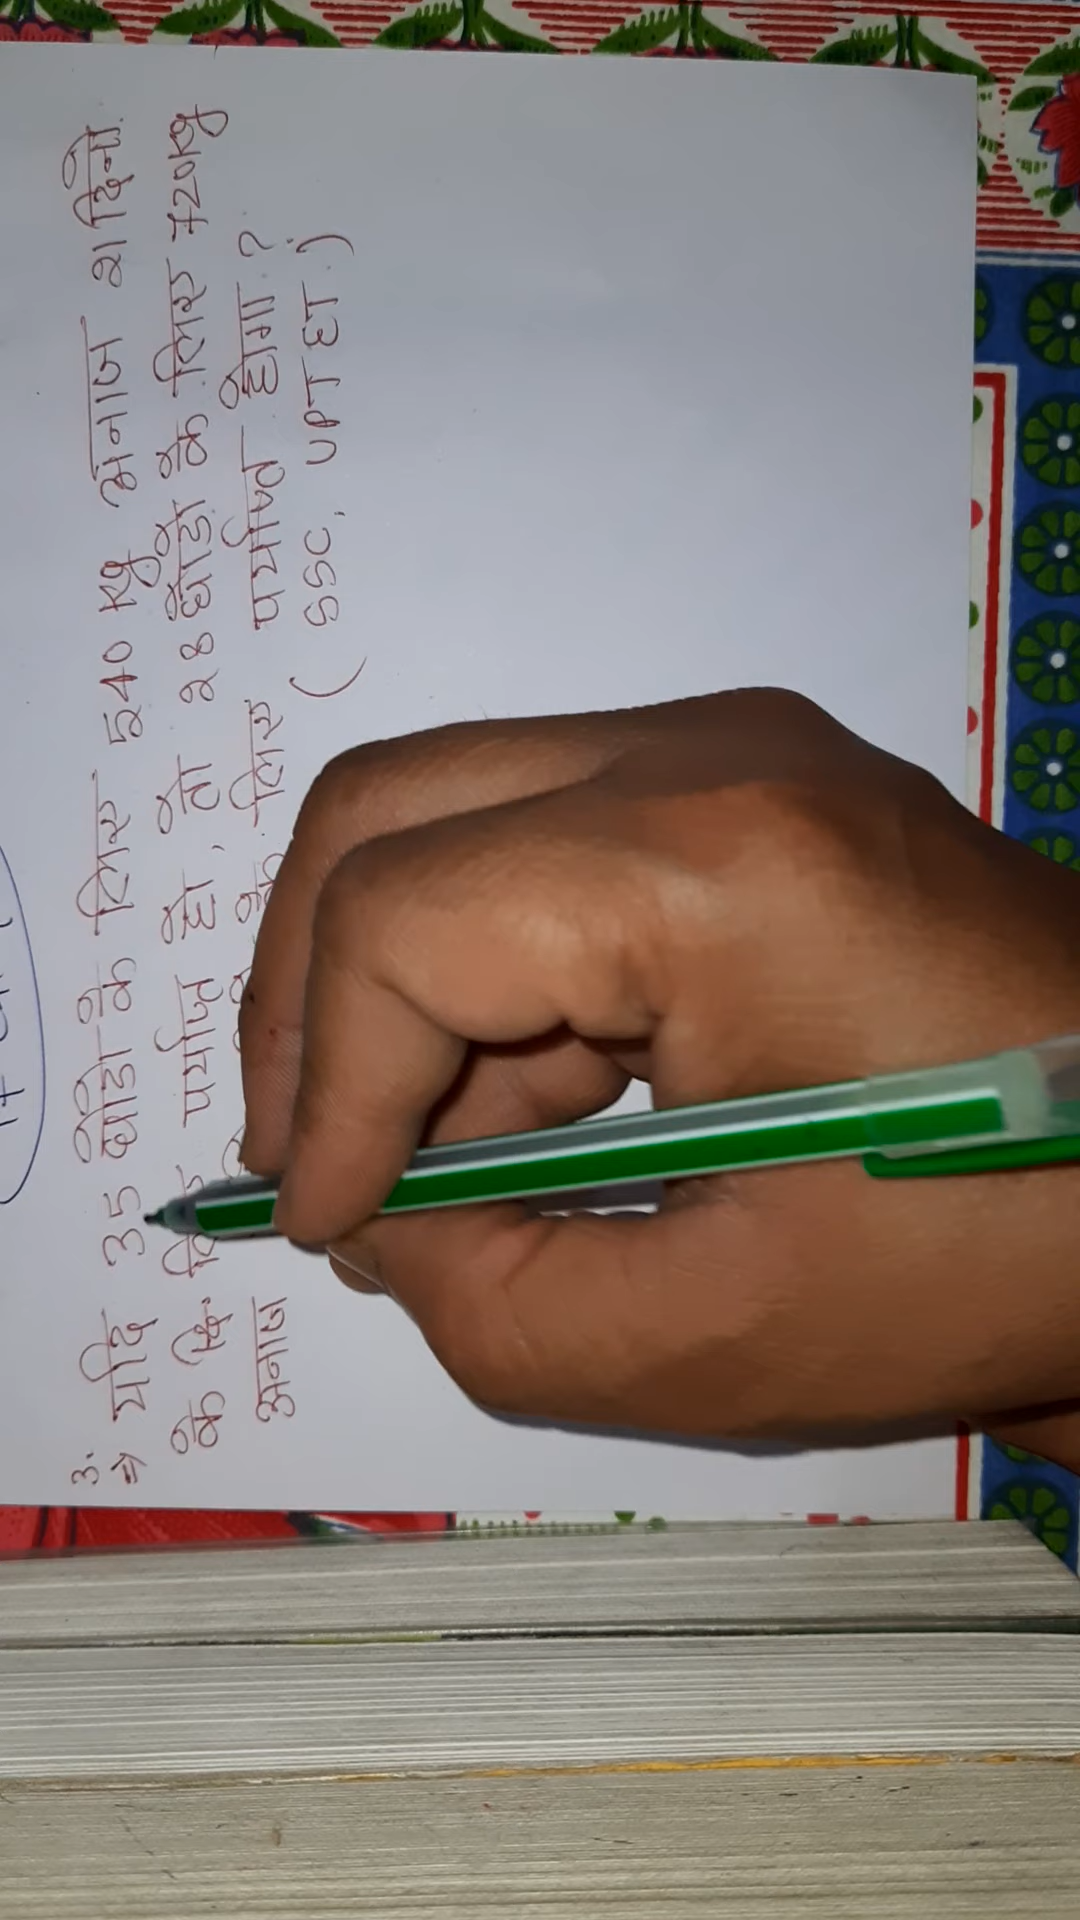 3.
⇒ यदि 35 घोडो के लिए 540 kg अनाज 21 दिनो
के लिए पर्याप्त हो, तो 28 घोडो के लिए 720kg
अनाज के लिए पर्याप्त होगा ?
( SSC, UPTET.)